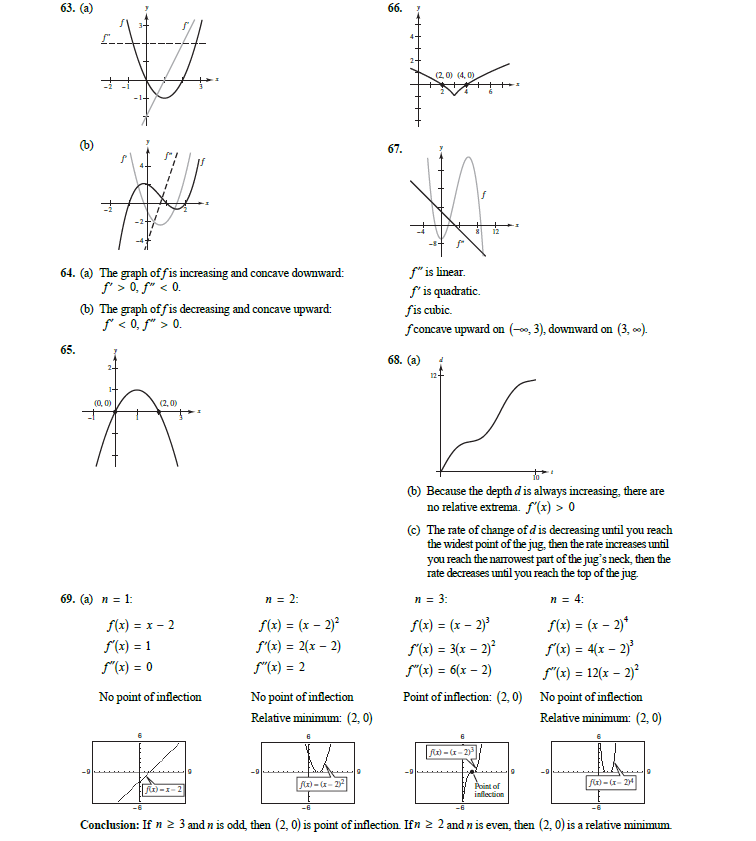 63. (a)
y
f
f'
f"
3
-2
-1
3
x
-1
(b)
y
f'
f"
f
4
-2
2
x
-2
-4
64. (a) The graph of f is increasing and concave downward:
f' > 0, f" < 0.
(b) The graph of f is decreasing and concave upward:
f' < 0, f" > 0.
65.
y
2
1
(0, 0)
(2, 0)
-1
1
3
x
66.
y
4
2
(2, 0) (4, 0)
2
4
6
x
67.
y
f
-4
8
12
x
-8
f"
f" is linear.
f' is quadratic.
f is cubic.
f concave upward on (−∞, 3), downward on (3, ∞).
68. (a)
d
12
10
t
(b) Because the depth d is always increasing, there are
no relative extrema. f'(x) > 0
(c) The rate of change of d is decreasing until you reach
the widest point of the jug, then the rate increases until
you reach the narrowest part of the jug's neck, then the
rate decreases until you reach the top of the jug.
69. (a) n = 1: n = 2: n = 3: n = 4:
f(x) = x − 2 f(x) = (x − 2)² f(x) = (x − 2)³ f(x) = (x − 2)⁴
f'(x) = 1 f'(x) = 2(x − 2) f'(x) = 3(x − 2)² f'(x) = 4(x − 2)³
f"(x) = 0 f"(x) = 2 f"(x) = 6(x − 2) f"(x) = 12(x − 2)²
No point of inflection No point of inflection Point of inflection: (2, 0) No point of inflection
Relative minimum: (2, 0) Relative minimum: (2, 0)
6 6 6 6
f(x) = (x − 2)³
-9 9 -9 9 -9 9 -9 9
f(x) = x − 2 f(x) = (x − 2)² Point of
inflection
f(x) = (x − 2)⁴
-6 -6 -6 -6
Conclusion: If n ≥ 3 and n is odd, then (2, 0) is point of inflection. If n ≥ 2 and n is even, then (2, 0) is a relative minimum.